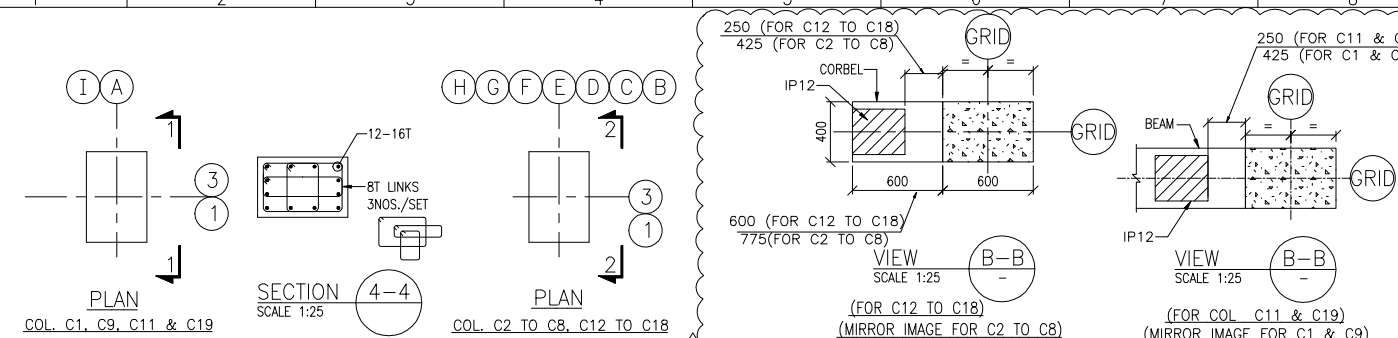 2
4
5
6
7
8
I A
1
3
1
1
PLAN
COL. C1, C9, C11 & C19
12-16T
8T LINKS
3NOS./SET
SECTION 4-4
SCALE 1:25
H G F E D C B
2
3
1
2
PLAN
COL. C2 TO C8, C12 TO C18
250 (FOR C12 TO C18)
425 (FOR C2 TO C8)
GRID
CORBEL
= =
IP12
400
GRID
600 600
600 (FOR C12 TO C18)
775(FOR C2 TO C8)
VIEW B-B
SCALE 1:25 -
(FOR C12 TO C18)
(MIRROR IMAGE FOR C2 TO C8)
250 (FOR C11 &
425 (FOR C1 &
GRID
BEAM
= =
GRID
IP12
VIEW B-B
SCALE 1:25 -
(FOR COL C11 & C19)
(MIRROR IMAGE FOR C1 & C9)